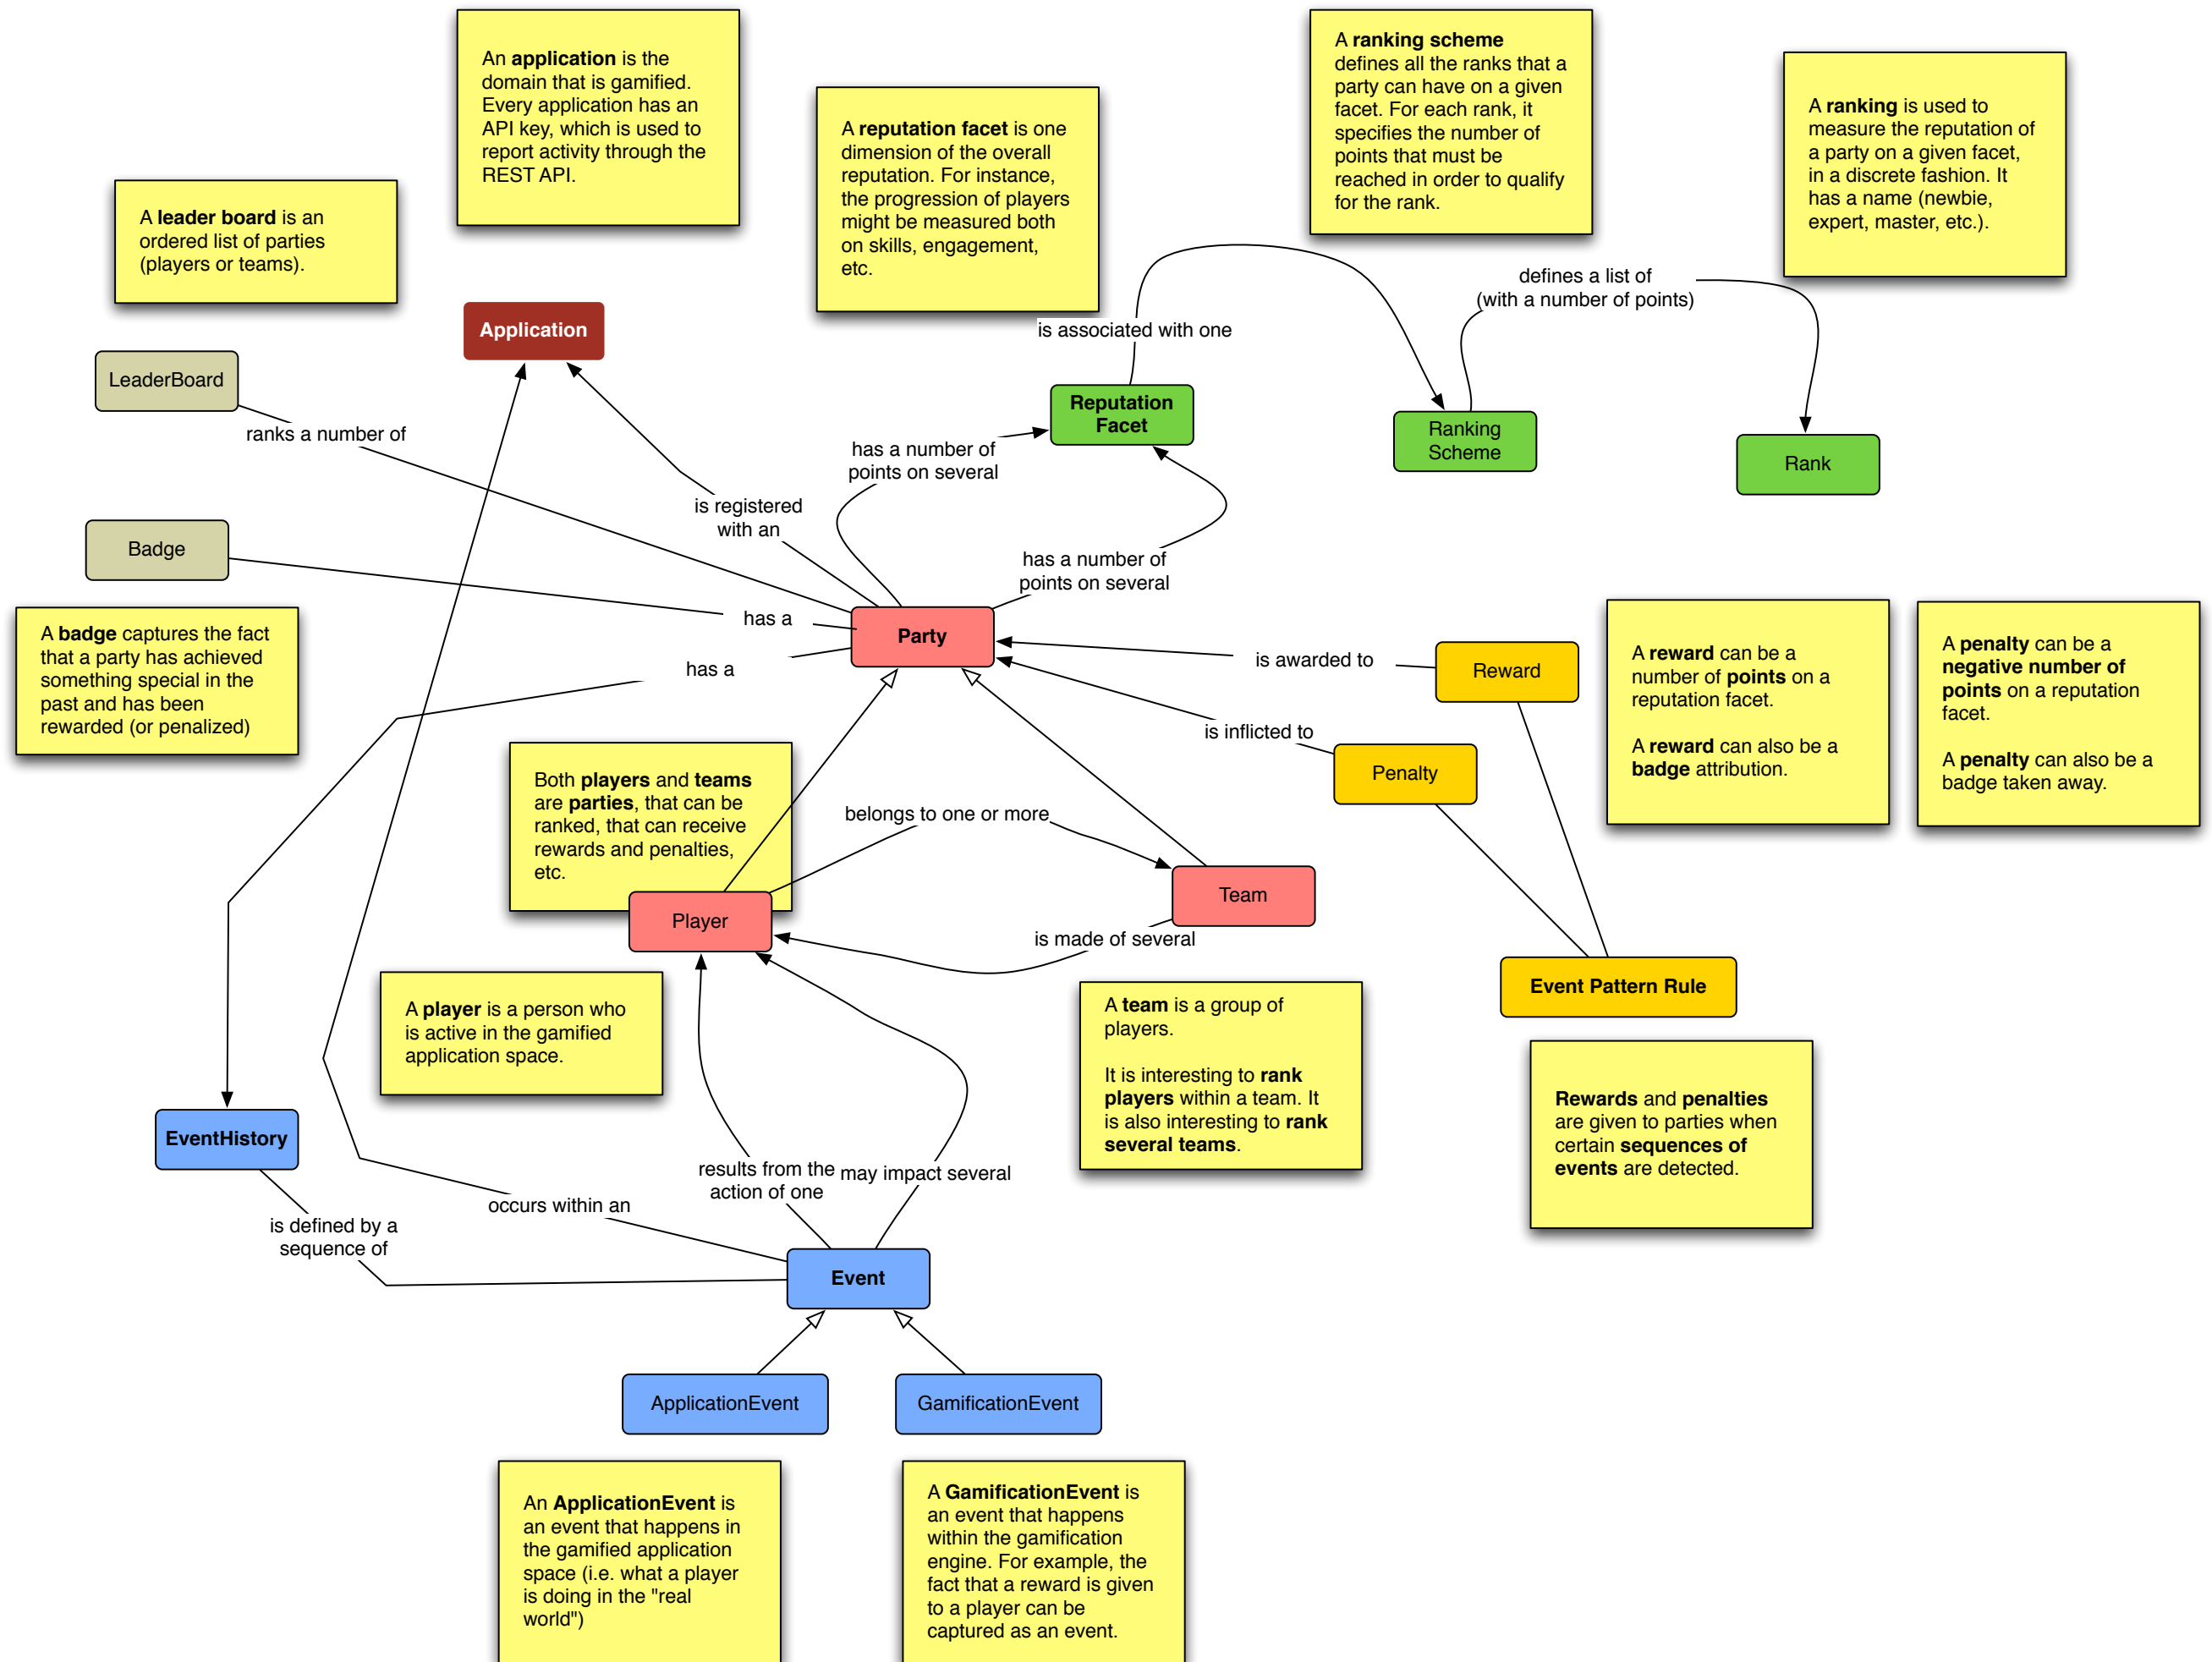 An application is the
domain that is gamified.
Every application has an
API key, which is used to
report activity through the
REST API.
A ranking scheme
defines all the ranks that a
party can have on a given
facet. For each rank, it
specifies the number of
points that must be
reached in order to qualify
for the rank.
A reputation facet is one
dimension of the overall
reputation. For instance,
the progression of players
might be measured both
on skills, engagement,
etc.
A ranking is used to
measure the reputation of
a party on a given facet,
in a discrete fashion. It
has a name (newbie,
expert, master, etc.).
A leader board is an
ordered list of parties
(players or teams).
defines a list of
(with a number of points)
Application
is associated with one
LeaderBoard
Reputation
Facet
Ranking
Scheme
Rank
ranks a number of
has a number of
points on several
is registered
with an
Badge
has a number of
points on several
has a
Party
has a
is awarded to
Reward
A badge captures the fact
that a party has achieved
something special in the
past and has been
rewarded (or penalized)
A reward can be a
number of points on a
reputation facet.
A reward can also be a
badge attribution.
A penalty can be a
negative number of
points on a reputation
facet.
A penalty can also be a
badge taken away.
is inflicted to
Penalty
Both players and teams
are parties, that can be
ranked, that can receive
rewards and penalties,
etc.
belongs to one or more
Team
Player
is made of several
Event Pattern Rule
A player is a person who
is active in the gamified
application space.
A team is a group of
players.
It is interesting to rank
players within a team. It
is also interesting to rank
several teams.
Rewards and penalties
are given to parties when
certain sequences of
events are detected.
EventHistory
results from the
action of one
may impact several
occurs within an
is defined by a
sequence of
Event
ApplicationEvent
GamificationEvent
An ApplicationEvent is
an event that happens in
the gamified application
space (i.e. what a player
is doing in the "real
world")
A GamificationEvent is
an event that happens
within the gamification
engine. For example, the
fact that a reward is given
to a player can be
captured as an event.